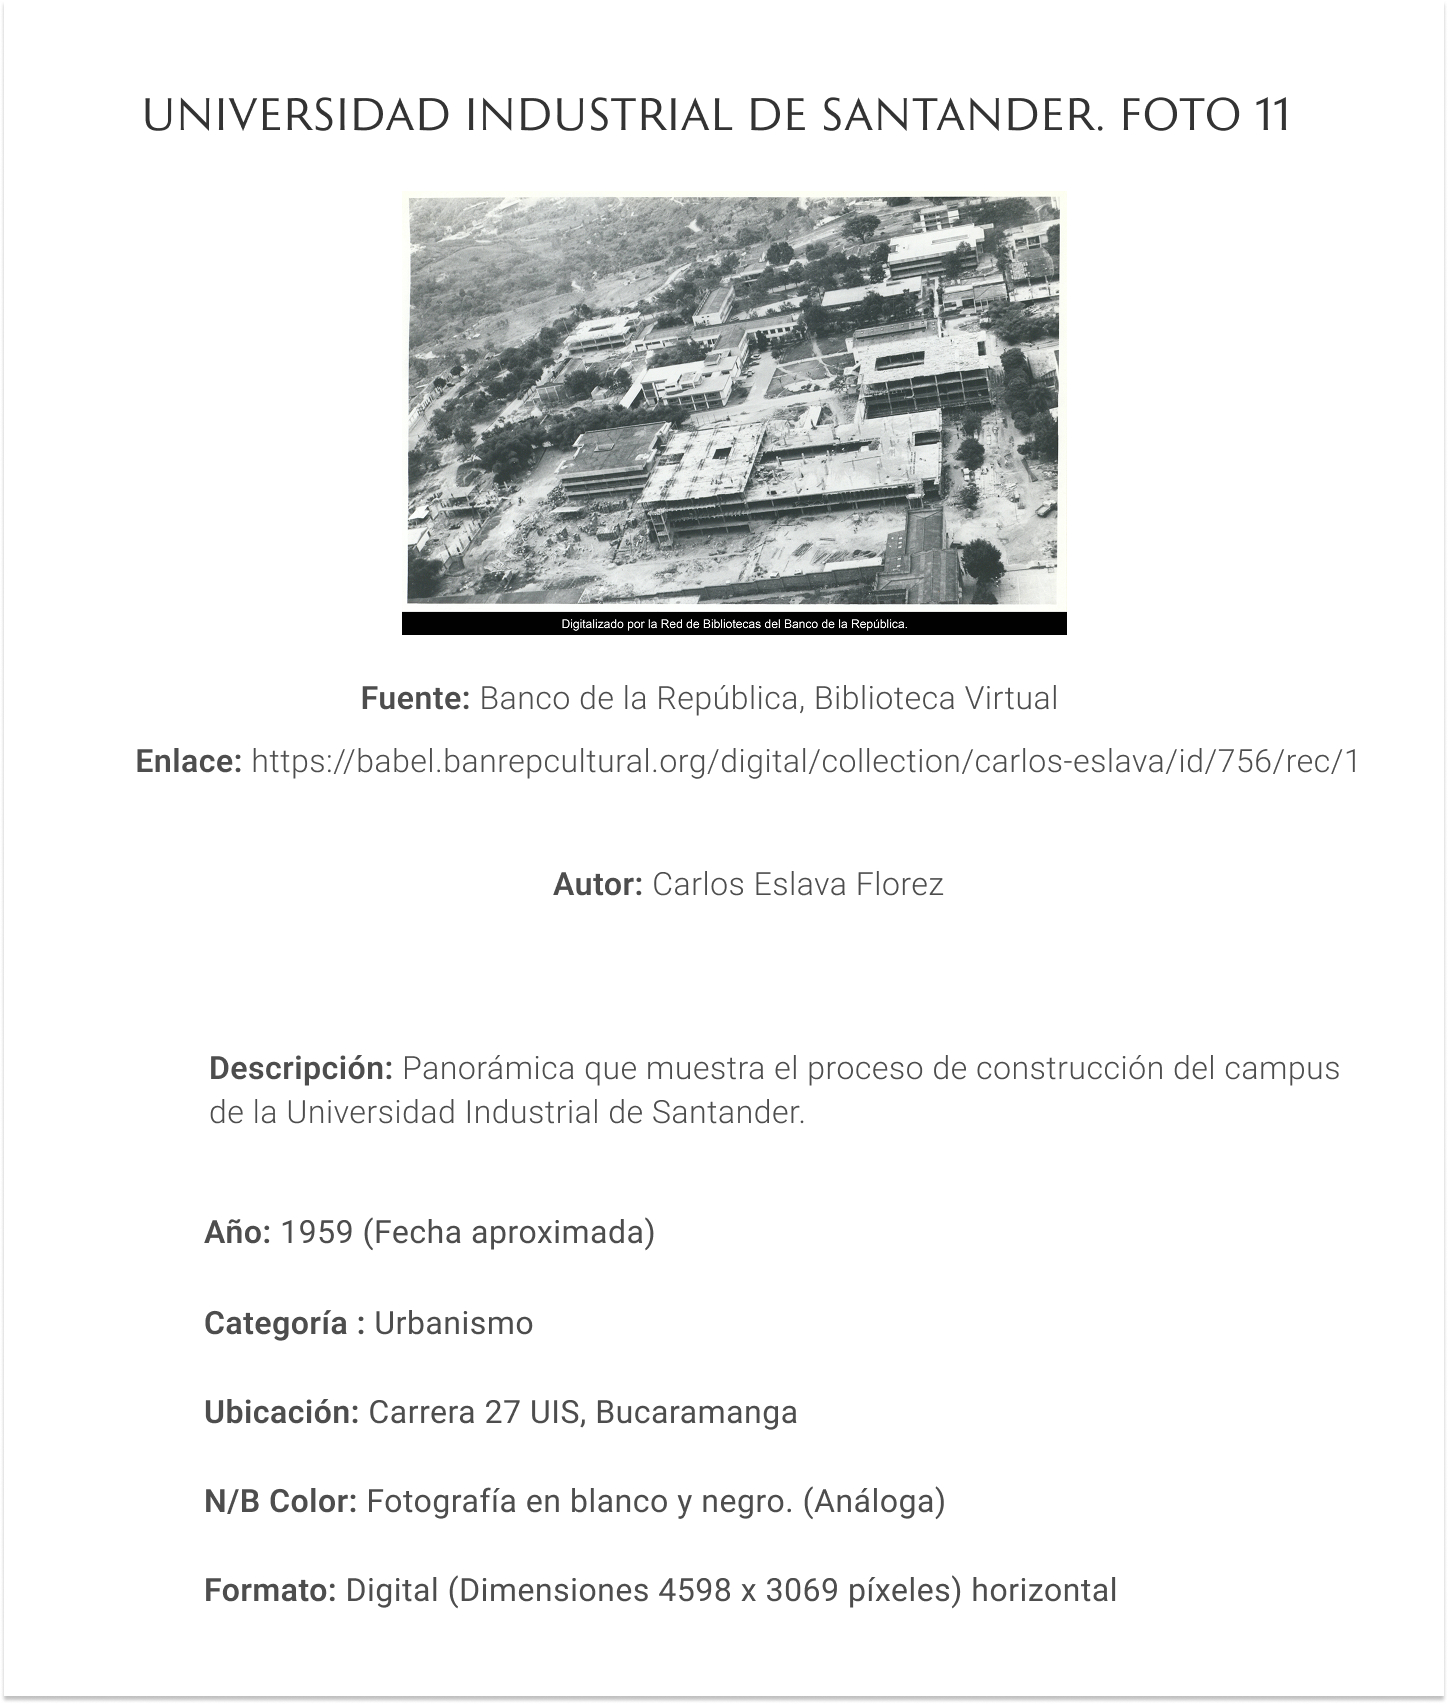 UNIVERSIDAD INDUSTRIAL DE SANTANDER. FOTO 11
Digitalizado por la Red de Bibliotecas del Banco de la República.
Fuente: Banco de la República, Biblioteca Virtual
Enlace: https://babel.banrepcultural.org/digital/collection/carlos-eslava/id/756/rec/1
Autor: Carlos Eslava Florez
Descripción: Panorámica que muestra el proceso de construcción del campus
de la Universidad Industrial de Santander.
Año: 1959 (Fecha aproximada)
Categoría : Urbanismo
Ubicación: Carrera 27 UIS, Bucaramanga
N/B Color: Fotografía en blanco y negro. (Análoga)
Formato: Digital (Dimensiones 4598 x 3069 píxeles) horizontal